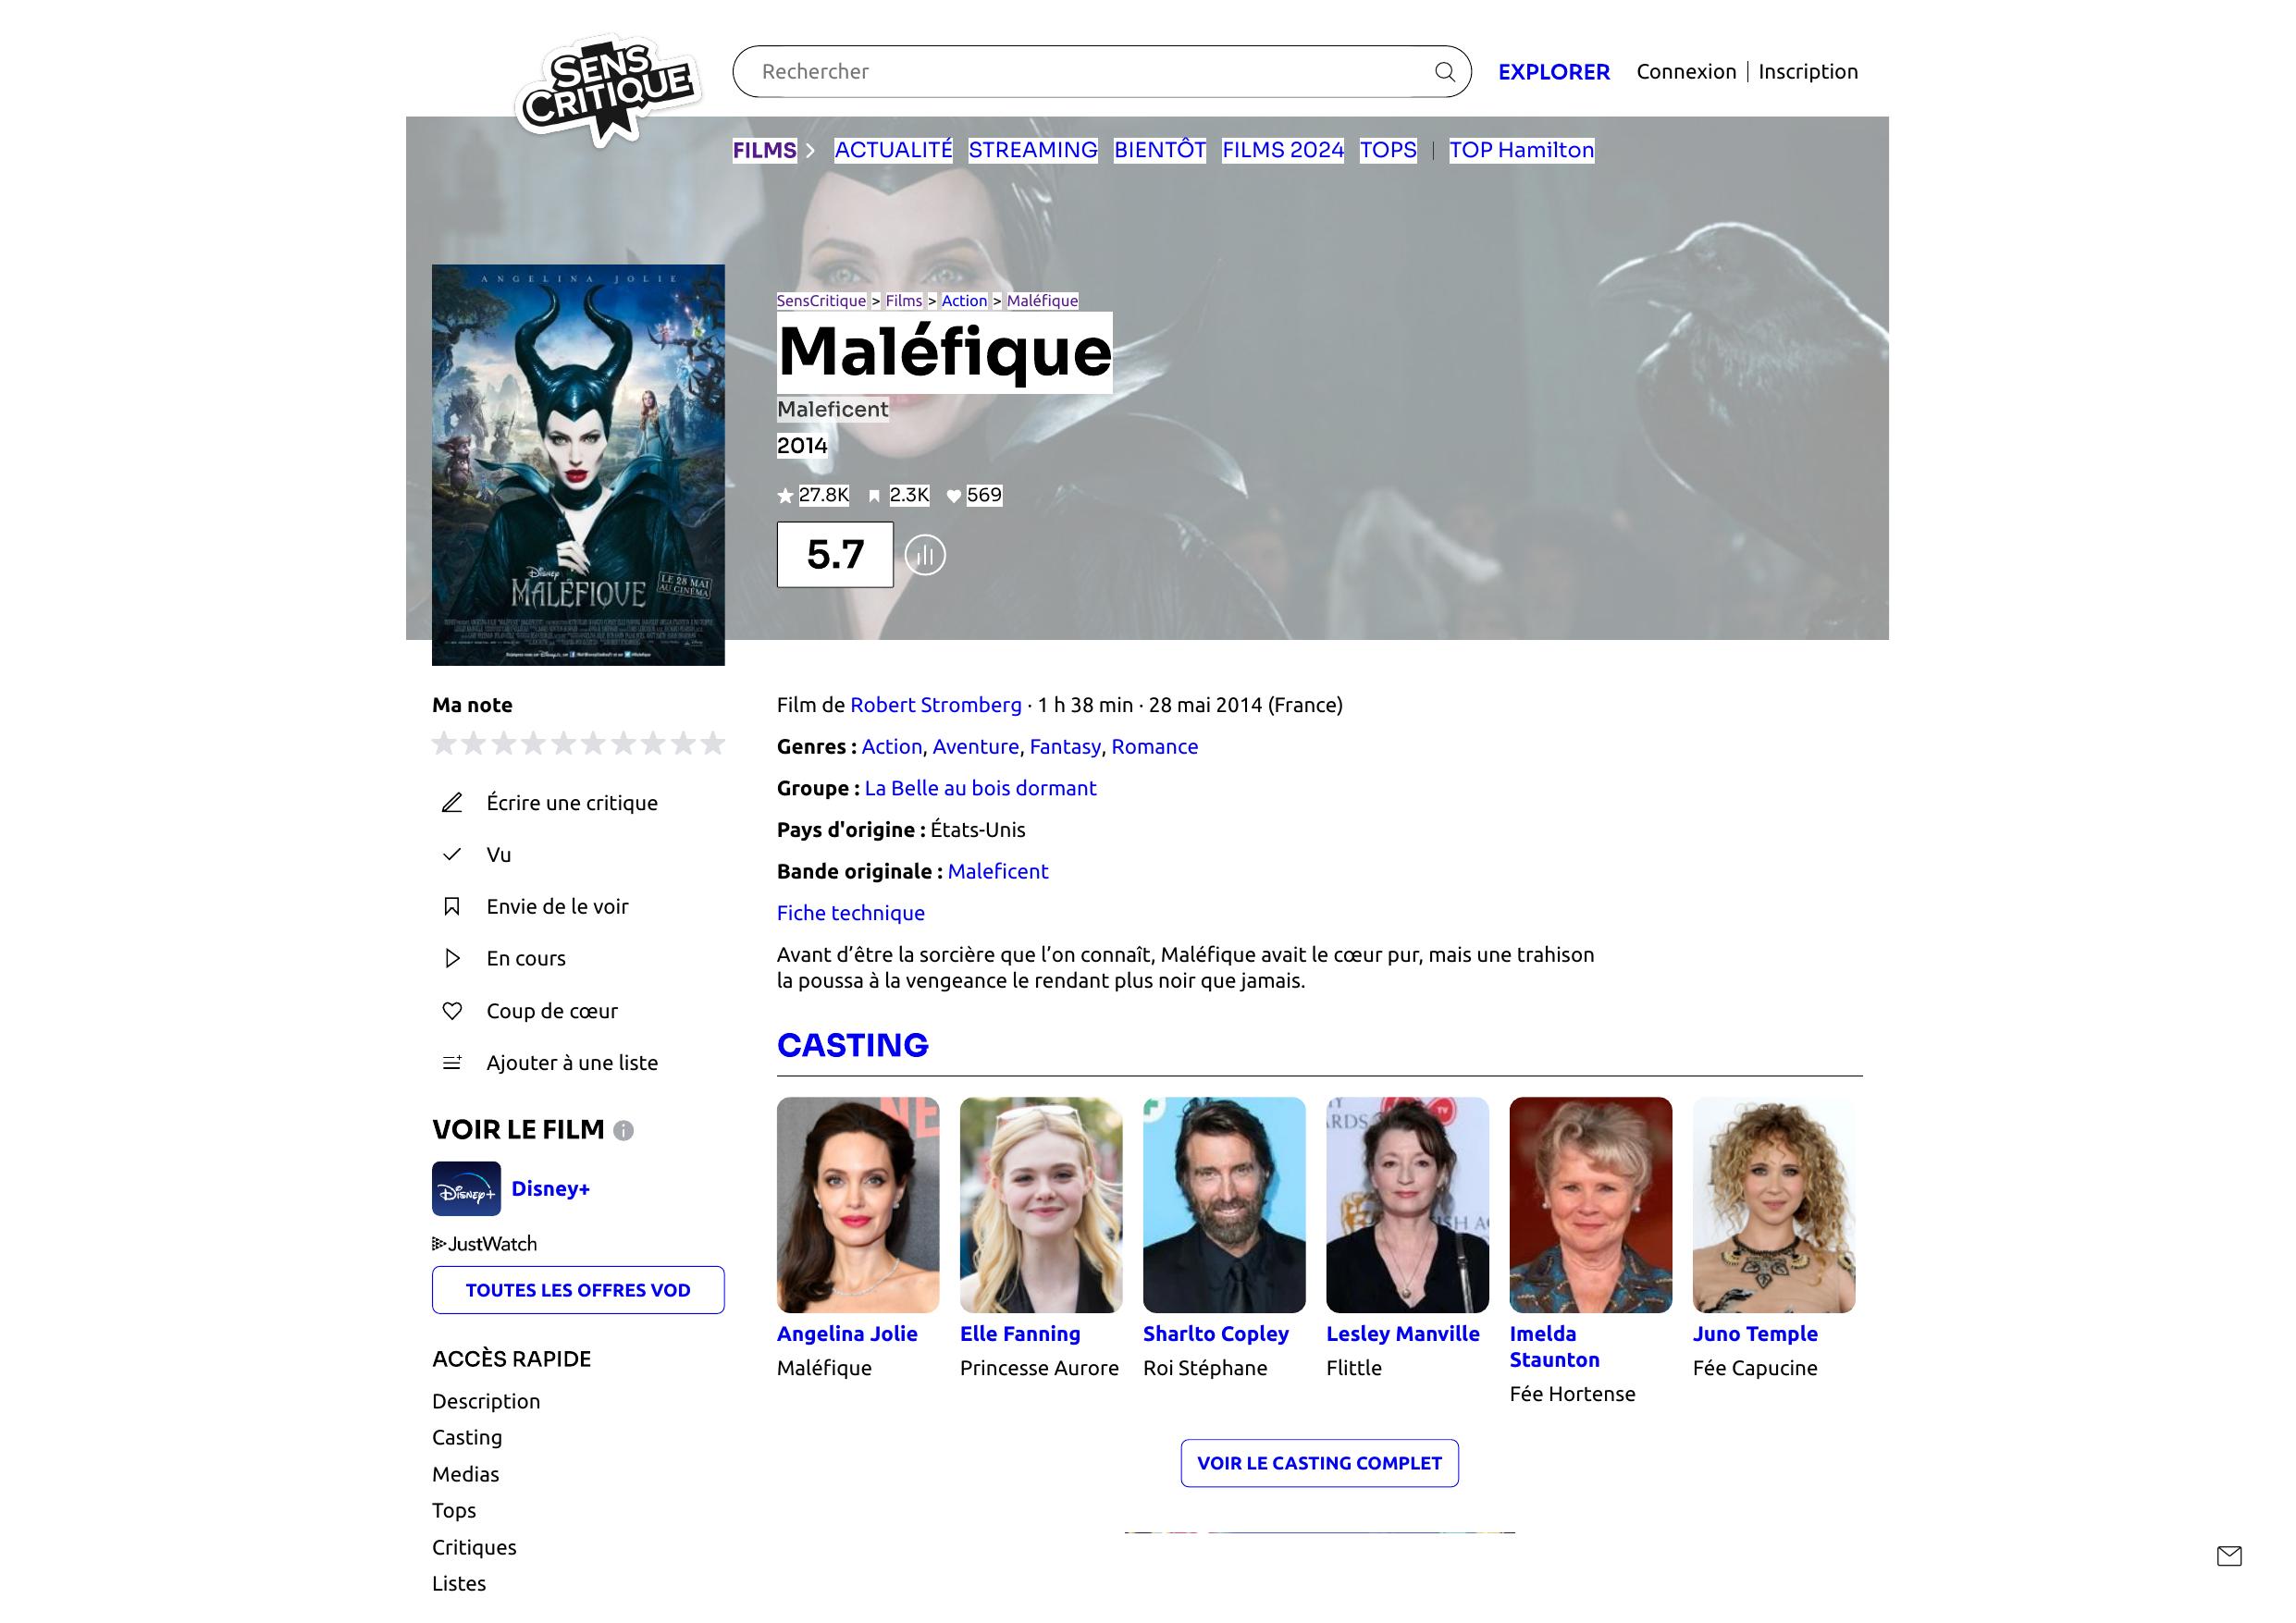 SENS
CRITIQUE
Rechercher
EXPLORER
Connexion | Inscription
FILMS
ACTUALITÉ
STREAMING
BIENTÔT
FILMS 2024
TOPS
|
TOP Hamilton
ANGELINA JOLIE
Disney
MALÉFIQUE
LE 28 MAI
AU CINÉMA
SensCritique > Films > Action > Maléfique
Maléfique
Maleficent
2014
27.8K
2.3K
569
5.7
Ma note
Écrire une critique
Vu
Envie de le voir
En cours
Coup de cœur
Ajouter à une liste
VOIR LE FILM
Disney+
Disney+
JustWatch
TOUTES LES OFFRES VOD
ACCÈS RAPIDE
Description
Casting
Medias
Tops
Critiques
Listes
Film de Robert Stromberg · 1 h 38 min · 28 mai 2014 (France)
Genres : Action, Aventure, Fantasy, Romance
Groupe : La Belle au bois dormant
Pays d'origine : États-Unis
Bande originale : Maleficent
Fiche technique
Avant d’être la sorcière que l’on connaît, Maléfique avait le cœur pur, mais une trahison
la poussa à la vengeance le rendant plus noir que jamais.
CASTING
Angelina Jolie
Maléfique
Elle Fanning
Princesse Aurore
Sharlto Copley
Roi Stéphane
Lesley Manville
Flittle
Imelda
Staunton
Fée Hortense
Juno Temple
Fée Capucine
VOIR LE CASTING COMPLET